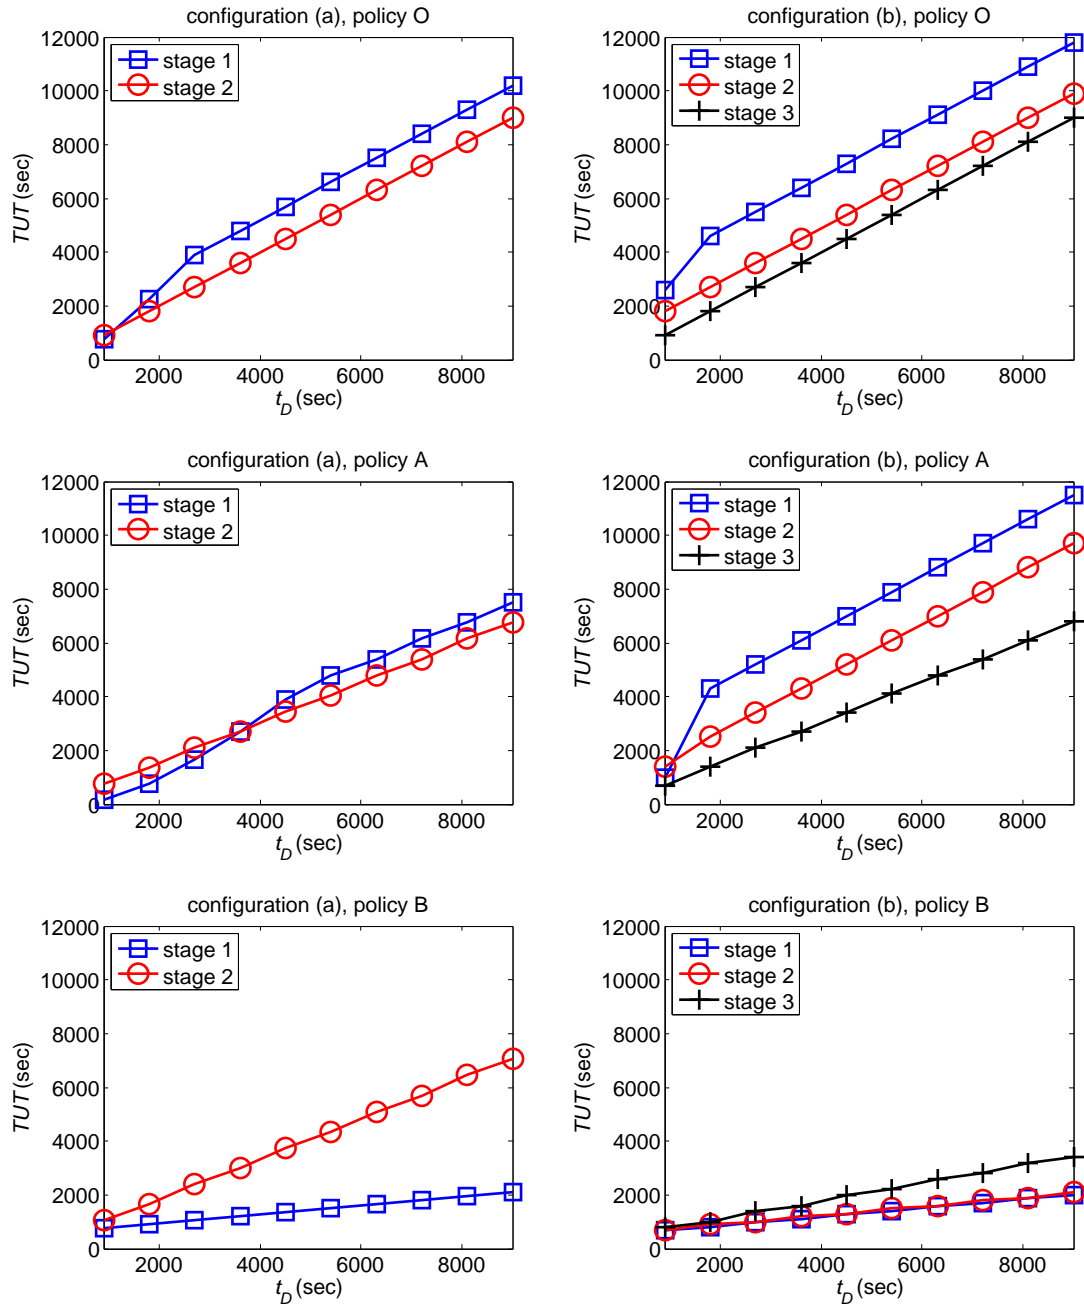 configuration (a), policy O
12000
10000
8000
6000
4000
2000
0
TUT (sec)
stage 1
stage 2
2000 4000 6000 8000
t_D (sec)
configuration (b), policy O
12000
10000
8000
6000
4000
2000
0
TUT (sec)
stage 1
stage 2
stage 3
2000 4000 6000 8000
t_D (sec)
configuration (a), policy A
12000
10000
8000
6000
4000
2000
0
TUT (sec)
stage 1
stage 2
2000 4000 6000 8000
t_D (sec)
configuration (b), policy A
12000
10000
8000
6000
4000
2000
0
TUT (sec)
stage 1
stage 2
stage 3
2000 4000 6000 8000
t_D (sec)
configuration (a), policy B
12000
10000
8000
6000
4000
2000
0
TUT (sec)
stage 1
stage 2
2000 4000 6000 8000
t_D (sec)
configuration (b), policy B
12000
10000
8000
6000
4000
2000
0
TUT (sec)
stage 1
stage 2
stage 3
2000 4000 6000 8000
t_D (sec)